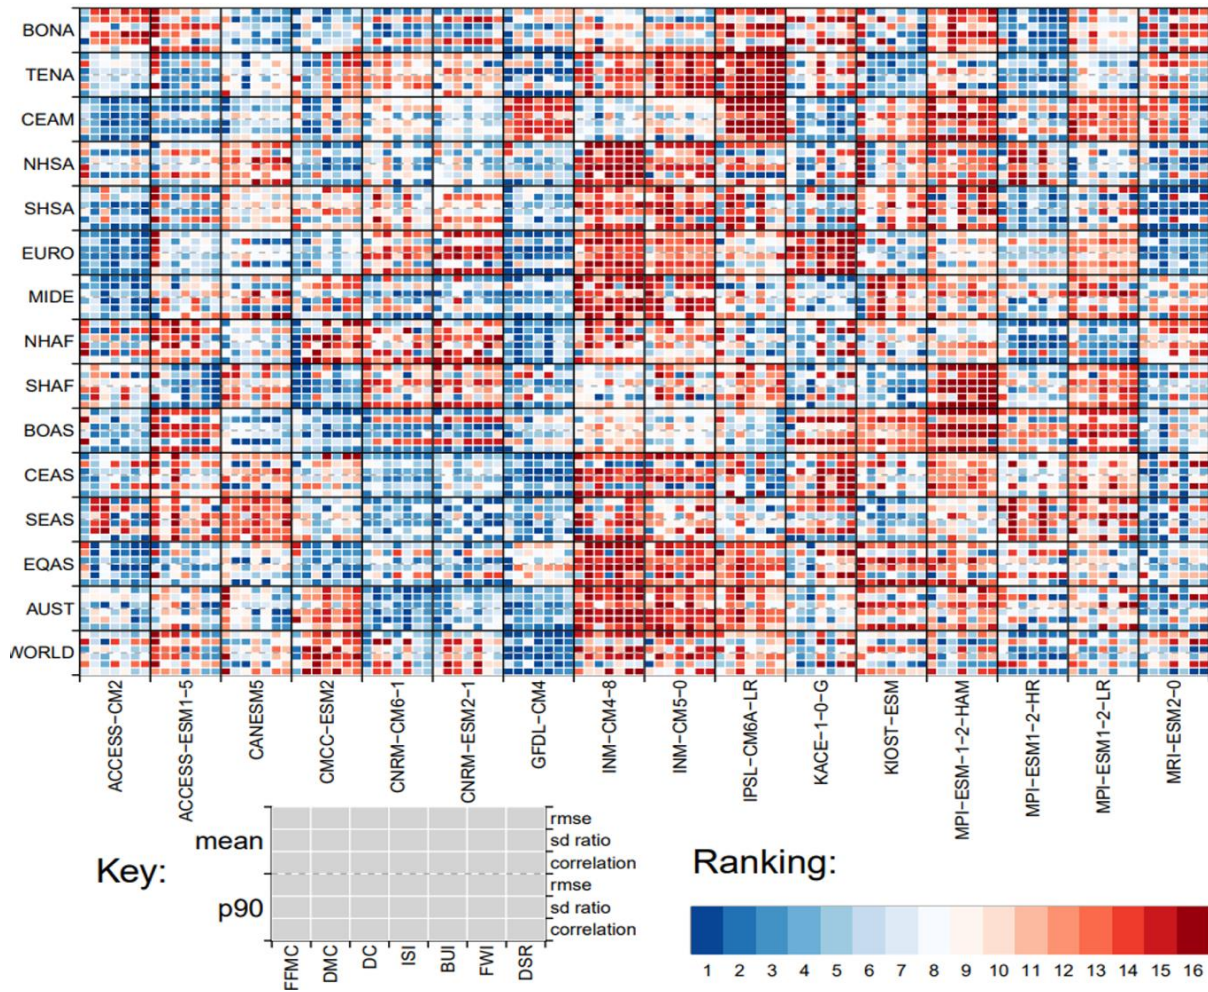 BONA
TENA
CEAM
NHSA
SHSA
EURO
MIDE
NHAF
SHAF
BOAS
CEAS
SEAS
EQAS
AUST
WORLD
ACCESS-CM2
ACCESS-ESM1-5
CANESM5
CMCC-ESM2
CNRM-CM6-1
CNRM-ESM2-1
GFDL-CM4
INM-CM4-8
INM-CM5-0
IPSL-CM6A-LR
KACE-1-0-G
KIOST-ESM
MPI-ESM-1-2-HAM
MPI-ESM1-2-HR
MPI-ESM1-2-LR
MRI-ESM2-0
Key:
mean
p90
rmse
sd ratio
correlation
rmse
sd ratio
correlation
FFMC
DMC
DC
ISI
BUI
FWI
DSR
Ranking:
1 2 3 4 5 6 7 8 9 10 11 12 13 14 15 16